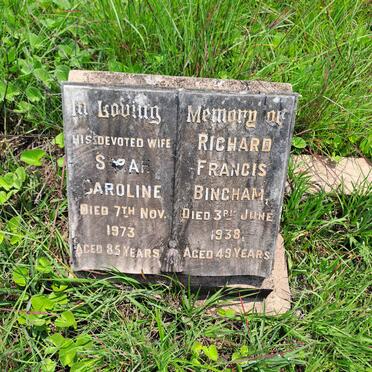 In Loving Memory of
HIS DEVOTED WIFE
CAROLINE
DIED 7TH NOV.
1973
AGED 85 YEARS
RICHARD
FRANCIS
BINGHAM
DIED 3RD JUNE
1938
AGED 49 YEARS